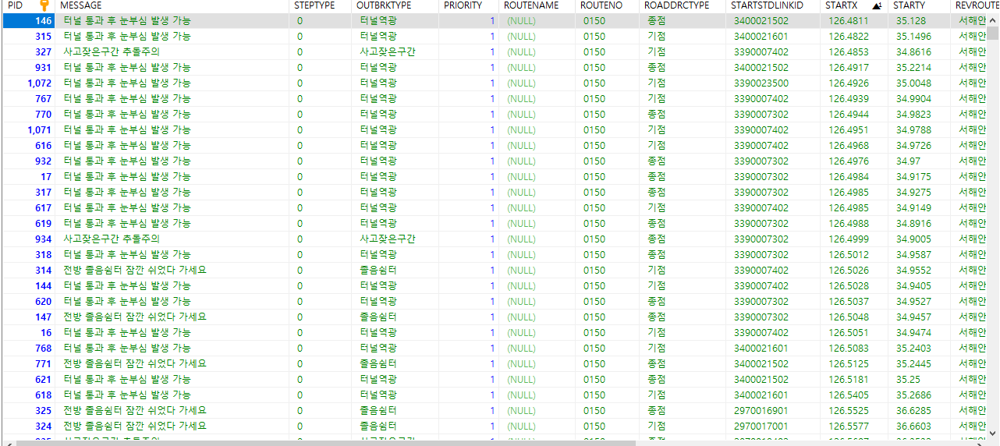 PID MESSAGE STEPTYPE OUTBRKTYPE PRIORITY ROUTENAME ROUTENO ROADDRCTYPE STARTSTDLINKID STARTX 1 STARTY REVROUTE
146 터널 통과 후 눈부심 발생 가능 0 터널역광 1 (NULL) 0150 종점 3400021502 126.4811 35.128 서해안
315 터널 통과 후 눈부심 발생 가능 0 터널역광 1 (NULL) 0150 기점 3400021601 126.4822 35.1496 서해안
327 사고잦은구간 추돌주의 0 사고잦은구간 1 (NULL) 0150 기점 3390007402 126.4853 34.8616 서해안
931 터널 통과 후 눈부심 발생 가능 0 터널역광 1 (NULL) 0150 종점 3400021502 126.4917 35.2214 서해안
1,072 터널 통과 후 눈부심 발생 가능 0 터널역광 1 (NULL) 0150 기점 3390023500 126.4926 35.0048 서해안
767 터널 통과 후 눈부심 발생 가능 0 터널역광 1 (NULL) 0150 기점 3390007402 126.4939 34.9904 서해안
770 터널 통과 후 눈부심 발생 가능 0 터널역광 1 (NULL) 0150 종점 3390007302 126.4944 34.9823 서해안
1,071 터널 통과 후 눈부심 발생 가능 0 터널역광 1 (NULL) 0150 기점 3390007402 126.4951 34.9788 서해안
616 터널 통과 후 눈부심 발생 가능 0 터널역광 1 (NULL) 0150 기점 3390007402 126.4968 34.9726 서해안
932 터널 통과 후 눈부심 발생 가능 0 터널역광 1 (NULL) 0150 종점 3390007302 126.4976 34.97 서해안
17 터널 통과 후 눈부심 발생 가능 0 터널역광 1 (NULL) 0150 종점 3390007302 126.4984 34.9175 서해안
317 터널 통과 후 눈부심 발생 가능 0 터널역광 1 (NULL) 0150 종점 3390007302 126.4985 34.9275 서해안
617 터널 통과 후 눈부심 발생 가능 0 터널역광 1 (NULL) 0150 기점 3390007402 126.4985 34.9149 서해안
619 터널 통과 후 눈부심 발생 가능 0 터널역광 1 (NULL) 0150 종점 3390007302 126.4988 34.8916 서해안
934 사고잦은구간 추돌주의 0 사고잦은구간 1 (NULL) 0150 종점 3390007302 126.4999 34.9005 서해안
318 터널 통과 후 눈부심 발생 가능 0 터널역광 1 (NULL) 0150 종점 3390007302 126.5012 34.9587 서해안
314 전방 졸음쉼터 잠깐 쉬었다 가세요 0 졸음쉼터 1 (NULL) 0150 기점 3390007402 126.5026 34.9552 서해안
144 터널 통과 후 눈부심 발생 가능 0 터널역광 1 (NULL) 0150 기점 3390007402 126.5028 34.9405 서해안
620 터널 통과 후 눈부심 발생 가능 0 터널역광 1 (NULL) 0150 종점 3390007302 126.5037 34.9527 서해안
147 전방 졸음쉼터 잠깐 쉬었다 가세요 0 졸음쉼터 1 (NULL) 0150 종점 3390007302 126.5048 34.9457 서해안
16 터널 통과 후 눈부심 발생 가능 0 터널역광 1 (NULL) 0150 기점 3390007402 126.5051 34.9474 서해안
768 터널 통과 후 눈부심 발생 가능 0 터널역광 1 (NULL) 0150 기점 3400021601 126.5083 35.2403 서해안
771 전방 졸음쉼터 잠깐 쉬었다 가세요 0 졸음쉼터 1 (NULL) 0150 종점 3400021502 126.5125 35.2445 서해안
621 터널 통과 후 눈부심 발생 가능 0 터널역광 1 (NULL) 0150 종점 3400021502 126.5181 35.25 서해안
618 터널 통과 후 눈부심 발생 가능 0 터널역광 1 (NULL) 0150 기점 3400021601 126.5405 35.2686 서해안
325 전방 졸음쉼터 잠깐 쉬었다 가세요 0 졸음쉼터 1 (NULL) 0150 종점 2970016901 126.5525 36.6285 서해안
324 전방 졸음쉼터 잠깐 쉬었다 가세요 0 졸음쉼터 1 (NULL) 0150 기점 2970017001 126.5577 36.6603 서해안